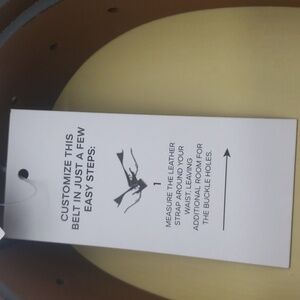 CUSTOMIZE THIS
BELT IN JUST A FEW
EASY STEPS:
1
MEASURE THE LEATHER
STRAP AROUND YOUR
WAIST, LEAVING
ADDITIONAL ROOM FOR
THE BUCKLE HOLES.